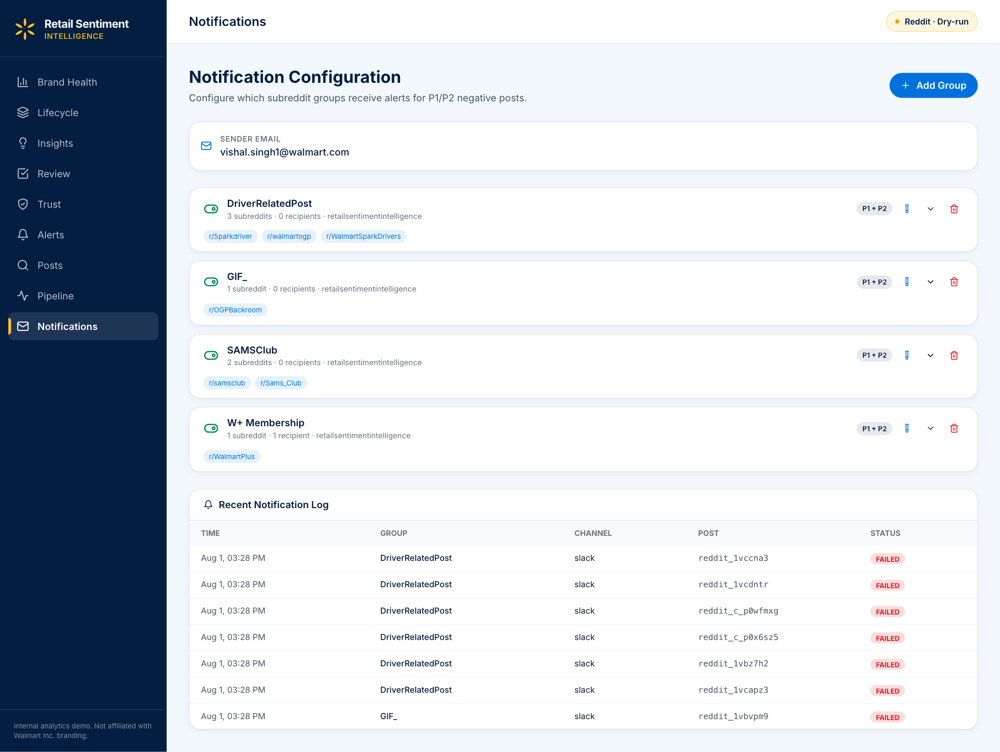 Retail Sentiment
INTELLIGENCE
Brand Health
Lifecycle
Insights
Review
Trust
Alerts
Posts
Pipeline
Notifications
Internal analytics demo. Not affiliated with
Walmart Inc. branding.
Notifications
Reddit · Dry-run
Notification Configuration
Configure which subreddit groups receive alerts for P1/P2 negative posts.
Add Group
SENDER EMAIL
vishal.singh1@walmart.com
DriverRelatedPost
3 subreddits · 0 recipients · retailsentimentintelligence
P1 + P2
r/Sparkdriver r/walmartogp r/WalmartSparkDrivers
GIF_
1 subreddit · 0 recipients · retailsentimentintelligence
P1 + P2
r/OGPBackroom
SAMSClub
2 subreddits · 0 recipients · retailsentimentintelligence
P1 + P2
r/samsclub r/Sams_Club
W+ Membership
1 subreddit · 1 recipient · retailsentimentintelligence
P1 + P2
r/WalmartPlus
Recent Notification Log
TIME GROUP CHANNEL POST STATUS
Aug 1, 03:28 PM DriverRelatedPost slack reddit_1vccna3 FAILED
Aug 1, 03:28 PM DriverRelatedPost slack reddit_1vcdntr FAILED
Aug 1, 03:28 PM DriverRelatedPost slack reddit_c_p0wfmxg FAILED
Aug 1, 03:28 PM DriverRelatedPost slack reddit_c_p0x6sz5 FAILED
Aug 1, 03:28 PM DriverRelatedPost slack reddit_1vbz7h2 FAILED
Aug 1, 03:28 PM DriverRelatedPost slack reddit_1vcapz3 FAILED
Aug 1, 03:28 PM GIF_ slack reddit_1vbvpm9 FAILED